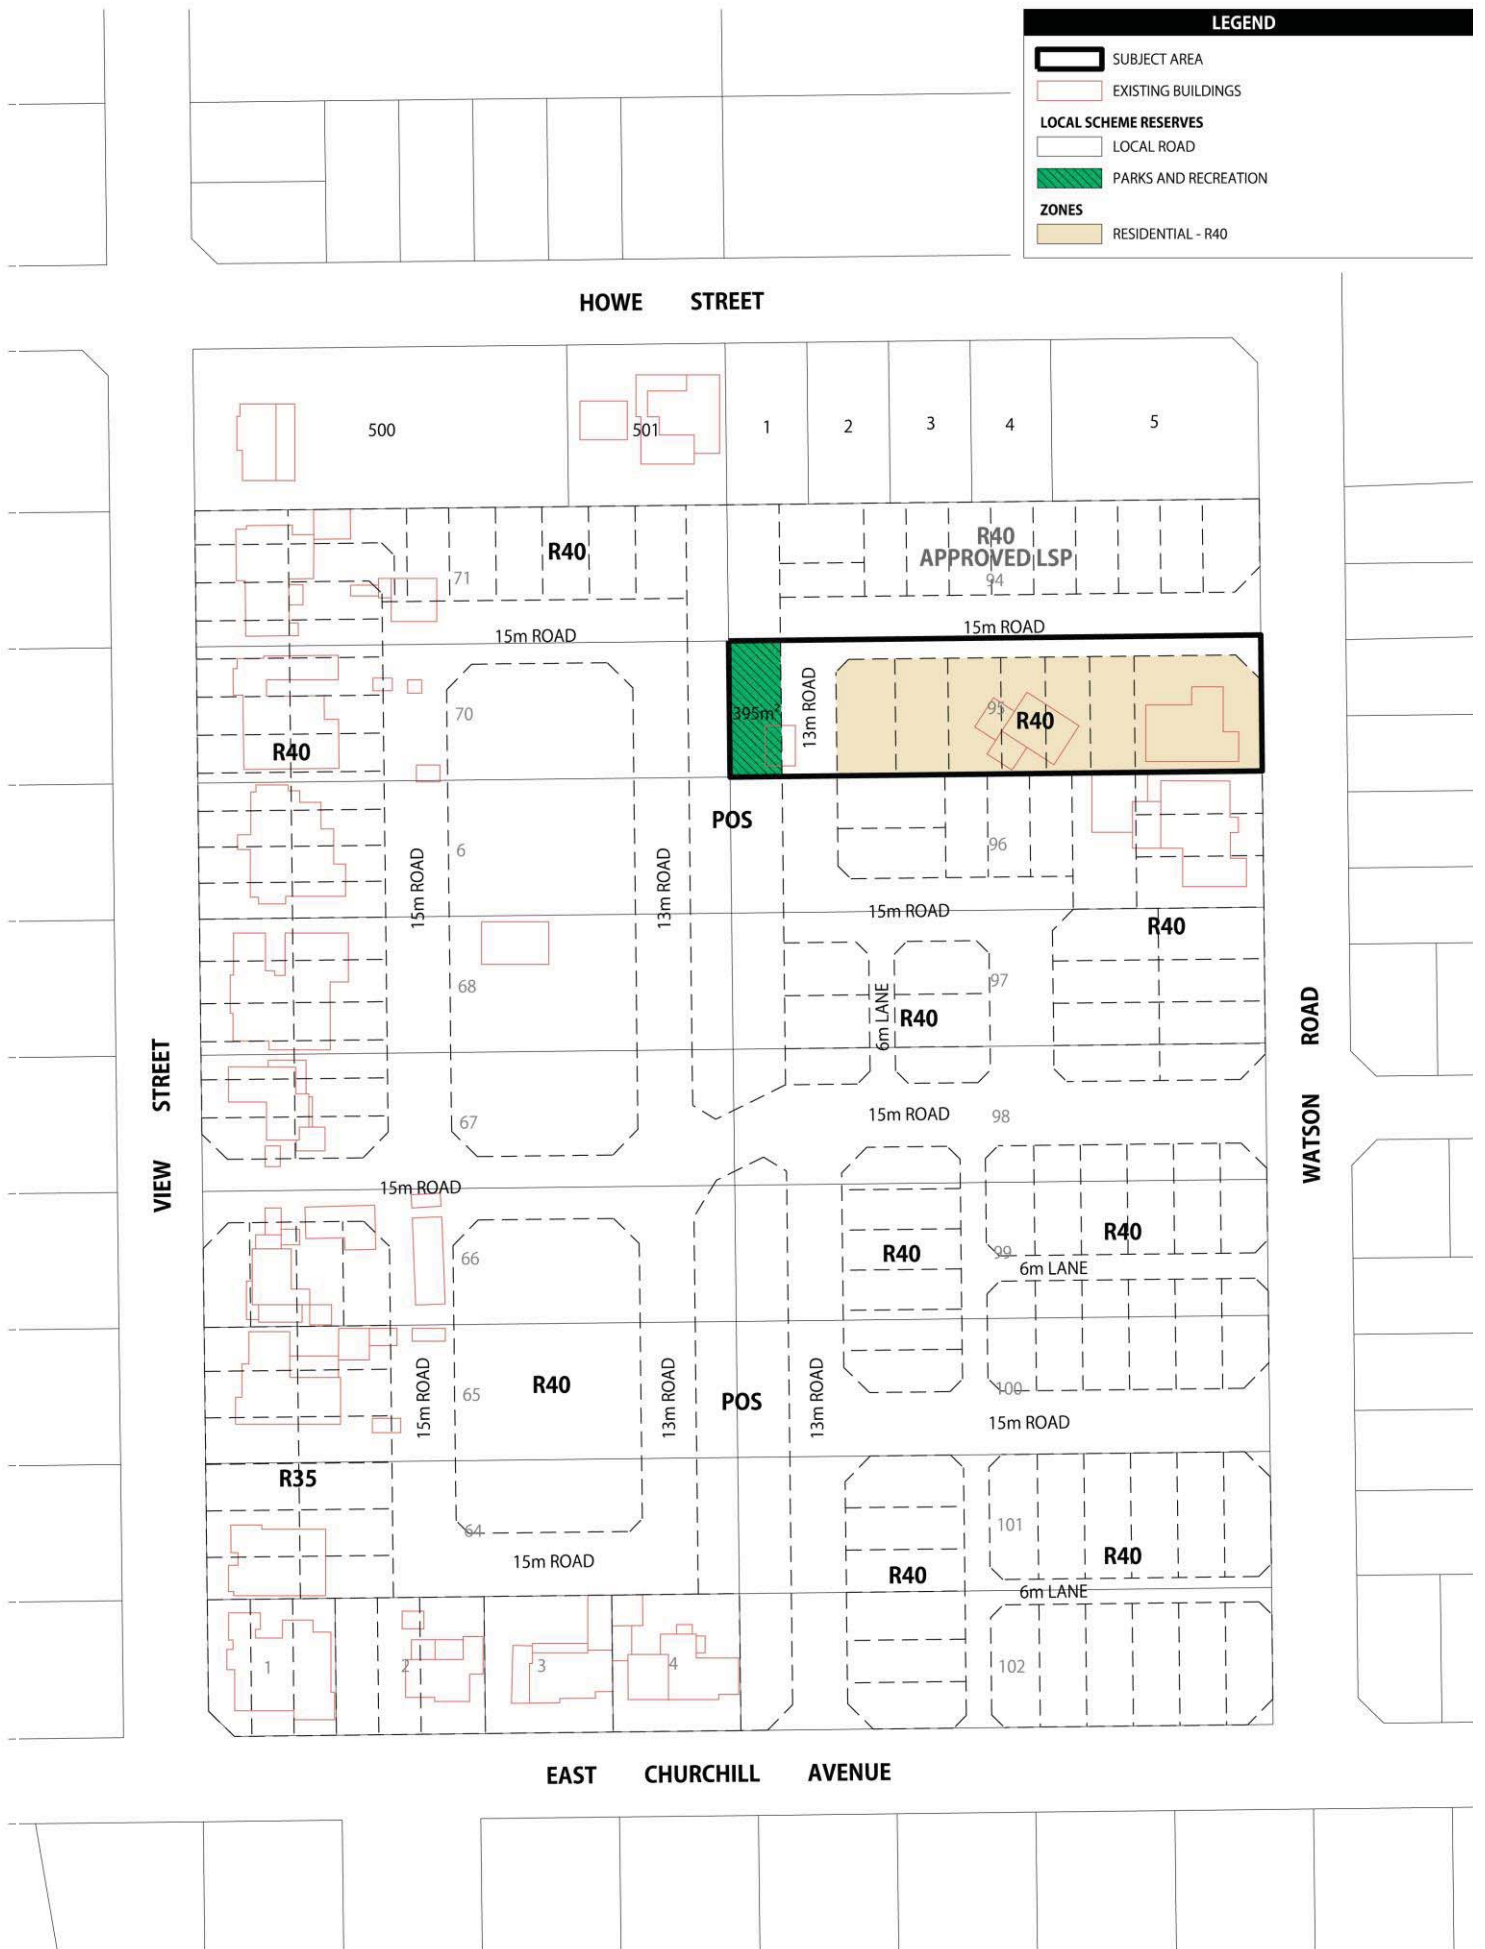 LEGEND
SUBJECT AREA
EXISTING BUILDINGS
LOCAL SCHEME RESERVES
LOCAL ROAD
PARKS AND RECREATION
ZONES
RESIDENTIAL - R40
HOWE STREET
500
501
1
2
3
4
5
R40
71
R40
APPROVED LSP
94
15m ROAD
15m ROAD
70
R40
395m²
13m ROAD
95
R40
POS
6
15m ROAD
13m ROAD
96
15m ROAD
R40
68
97
6m LANE
R40
VIEW STREET
WATSON ROAD
67
15m ROAD
98
15m ROAD
66
R40
99
R40
6m LANE
15m ROAD
65
R40
13m ROAD
POS
13m ROAD
100
15m ROAD
R35
64
15m ROAD
101
R40
R40
6m LANE
1
2
3
4
102
EAST CHURCHILL AVENUE